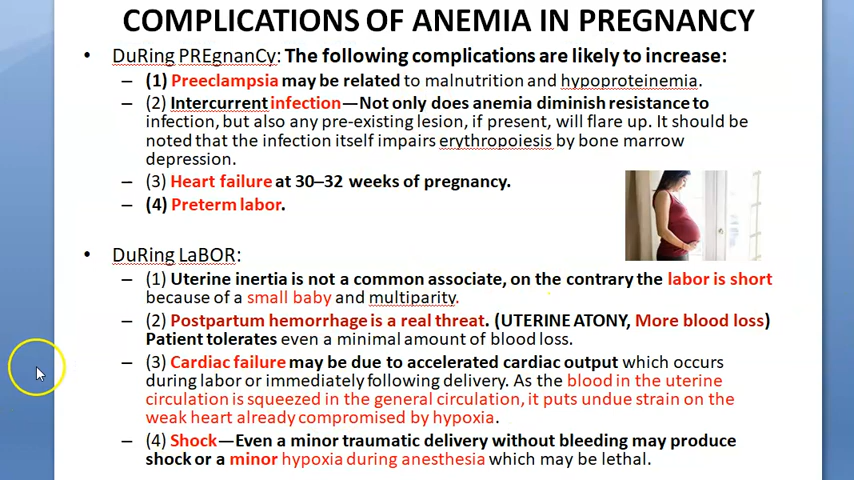 COMPLICATIONS OF ANEMIA IN PREGNANCY
• DuRing PREgnanCy: The following complications are likely to increase:
– (1) Preeclampsia may be related to malnutrition and hypoproteinemia.
– (2) Intercurrent infection—Not only does anemia diminish resistance to
infection, but also any pre-existing lesion, if present, will flare up. It should be
noted that the infection itself impairs erythropoiesis by bone marrow
depression.
– (3) Heart failure at 30–32 weeks of pregnancy.
– (4) Preterm labor.
• DuRing LaBOR:
– (1) Uterine inertia is not a common associate, on the contrary the labor is short
because of a small baby and multiparity.
– (2) Postpartum hemorrhage is a real threat. (UTERINE ATONY, More blood loss)
Patient tolerates even a minimal amount of blood loss.
– (3) Cardiac failure may be due to accelerated cardiac output which occurs
during labor or immediately following delivery. As the blood in the uterine
circulation is squeezed in the general circulation, it puts undue strain on the
weak heart already compromised by hypoxia.
– (4) Shock—Even a minor traumatic delivery without bleeding may produce
shock or a minor hypoxia during anesthesia which may be lethal.